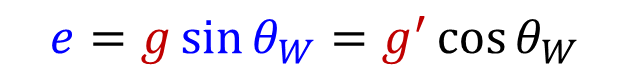 e = g sin θ_W = g′ cos θ_W